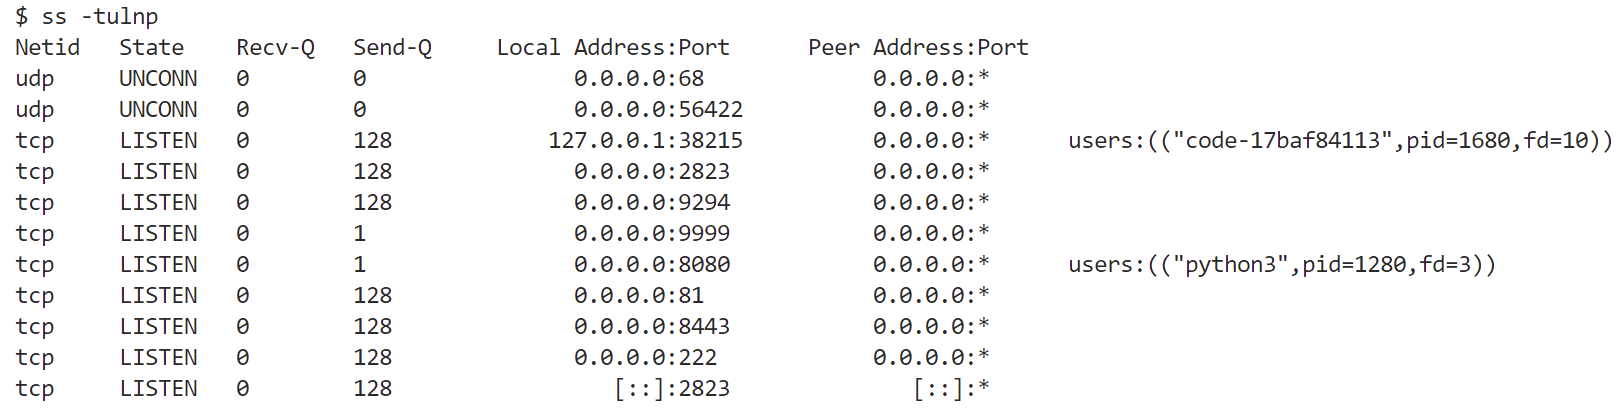 $ ss -tulnp
Netid   State    Recv-Q   Send-Q     Local Address:Port      Peer Address:Port
udp     UNCONN   0        0                0.0.0.0:68             0.0.0.0:*
udp     UNCONN   0        0                0.0.0.0:56422          0.0.0.0:*
tcp     LISTEN   0        128            127.0.0.1:38215          0.0.0.0:*      users:(("code-17baf84113",pid=1680,fd=10))
tcp     LISTEN   0        128              0.0.0.0:2823           0.0.0.0:*
tcp     LISTEN   0        128              0.0.0.0:9294           0.0.0.0:*
tcp     LISTEN   0        1                0.0.0.0:9999           0.0.0.0:*
tcp     LISTEN   0        1                0.0.0.0:8080           0.0.0.0:*      users:(("python3",pid=1280,fd=3))
tcp     LISTEN   0        128              0.0.0.0:81             0.0.0.0:*
tcp     LISTEN   0        128              0.0.0.0:8443           0.0.0.0:*
tcp     LISTEN   0        128              0.0.0.0:222            0.0.0.0:*
tcp     LISTEN   0        128                 [::]:2823              [::]:*